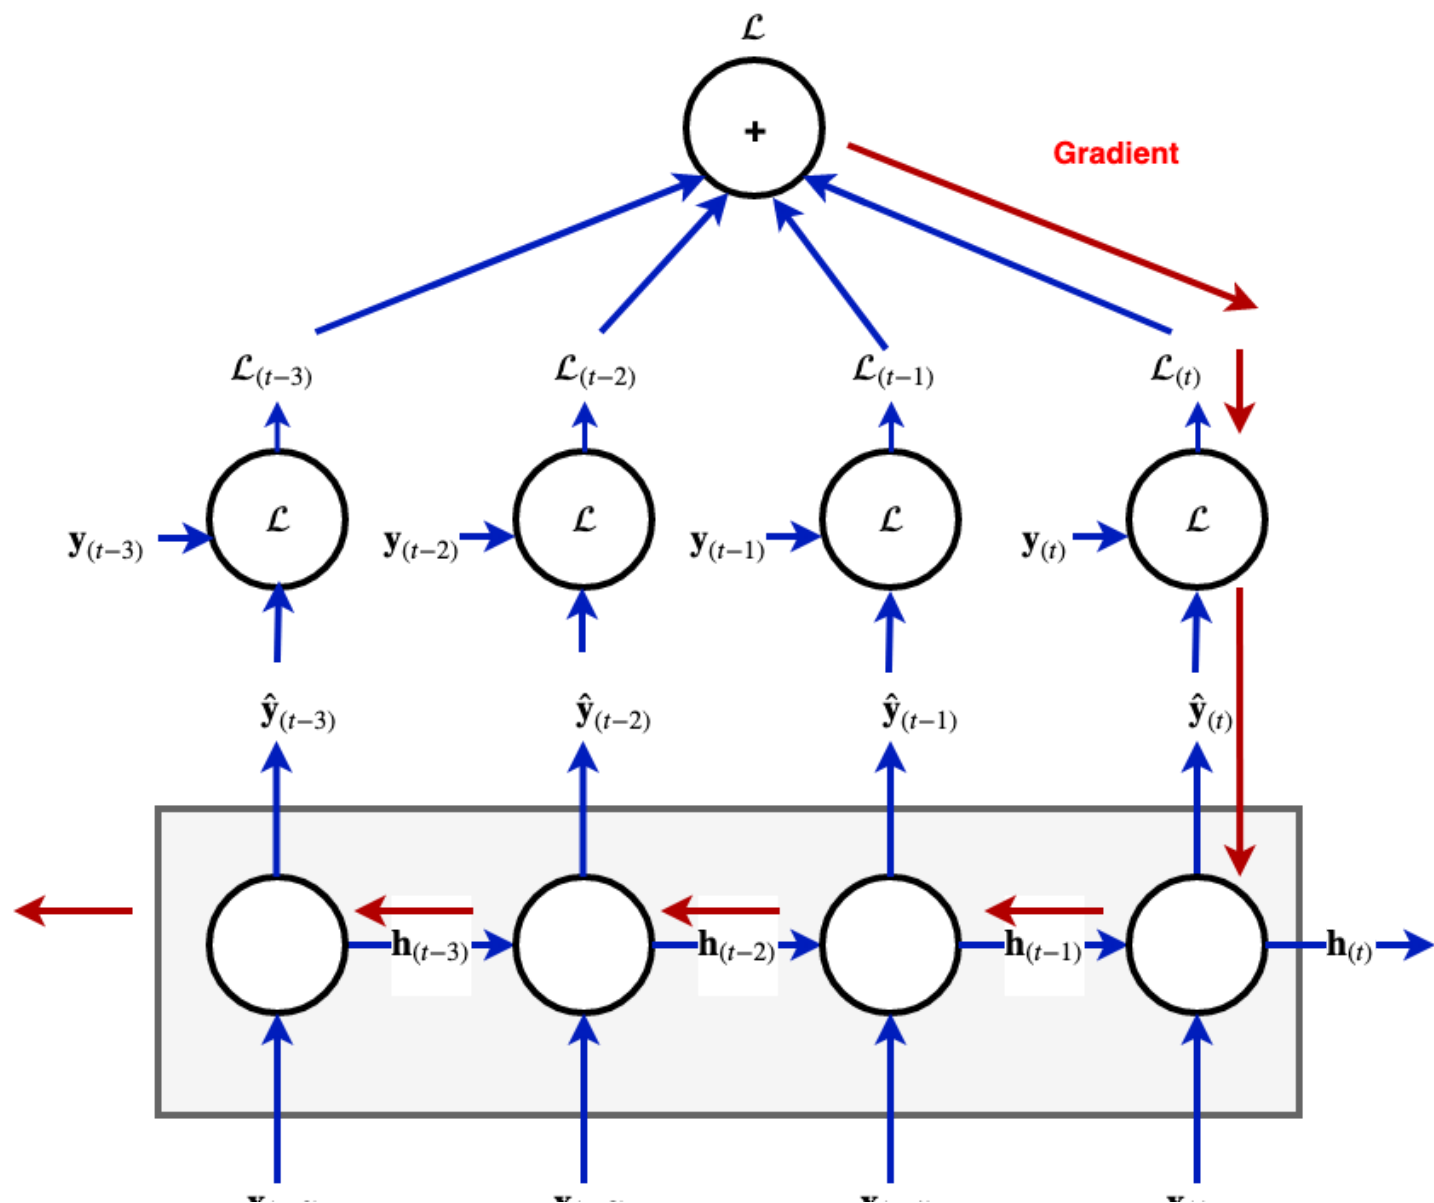 ℒ
+
Gradient
ℒ(t−3) ℒ(t−2) ℒ(t−1) ℒ(t)
ℒ ℒ ℒ ℒ
y(t−3) y(t−2) y(t−1) y(t)
ŷ(t−3) ŷ(t−2) ŷ(t−1) ŷ(t)
h(t−3) h(t−2) h(t−1) h(t)